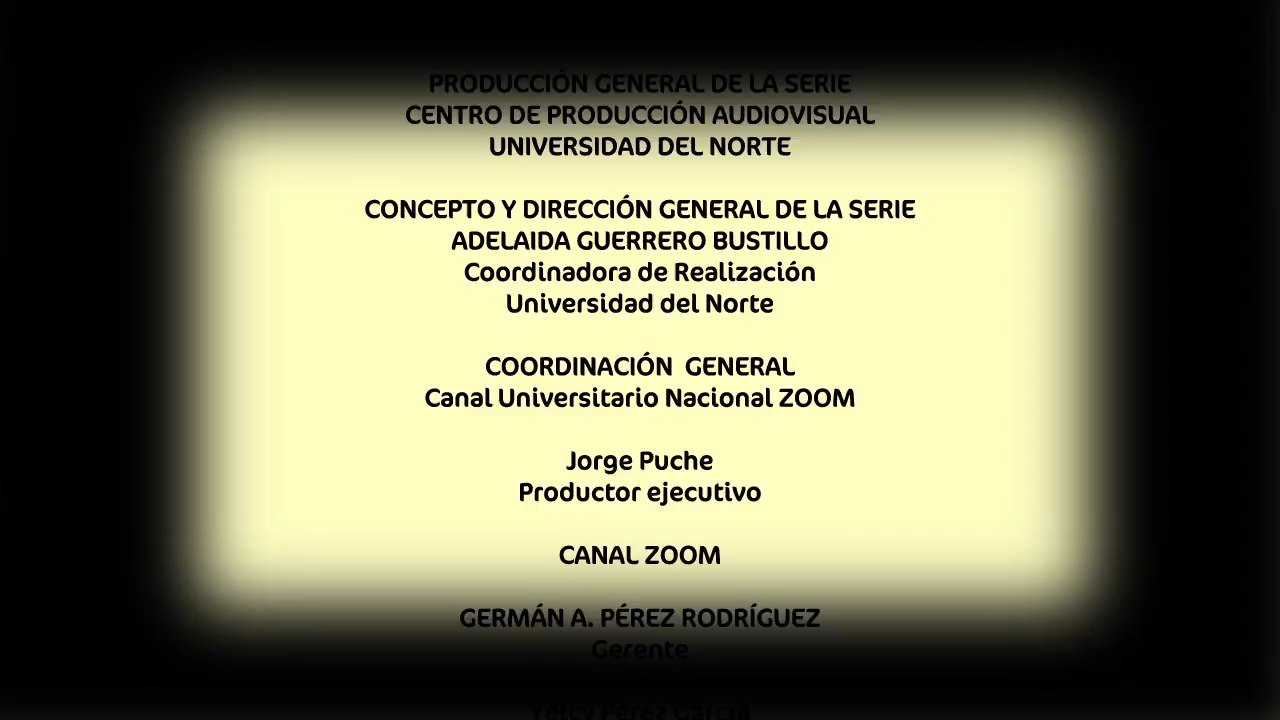 PRODUCCIÓN GENERAL DE LA SERIE
CENTRO DE PRODUCCIÓN AUDIOVISUAL
UNIVERSIDAD DEL NORTE
CONCEPTO Y DIRECCIÓN GENERAL DE LA SERIE
ADELAIDA GUERRERO BUSTILLO
Coordinadora de Realización
Universidad del Norte
COORDINACIÓN GENERAL
Canal Universitario Nacional ZOOM
Jorge Puche
Productor ejecutivo
CANAL ZOOM
GERMÁN A. PÉREZ RODRÍGUEZ
Gerente
Pérez García